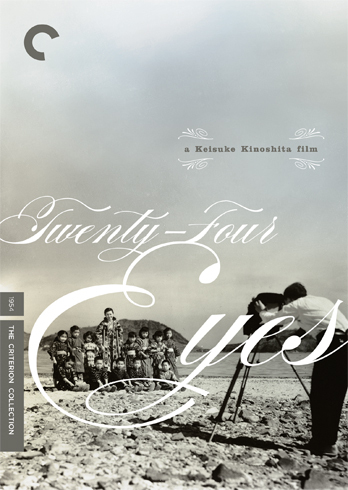 a Keisuke Kinoshita film
Twenty-Four
Eyes
1954
THE CRITERION COLLECTION